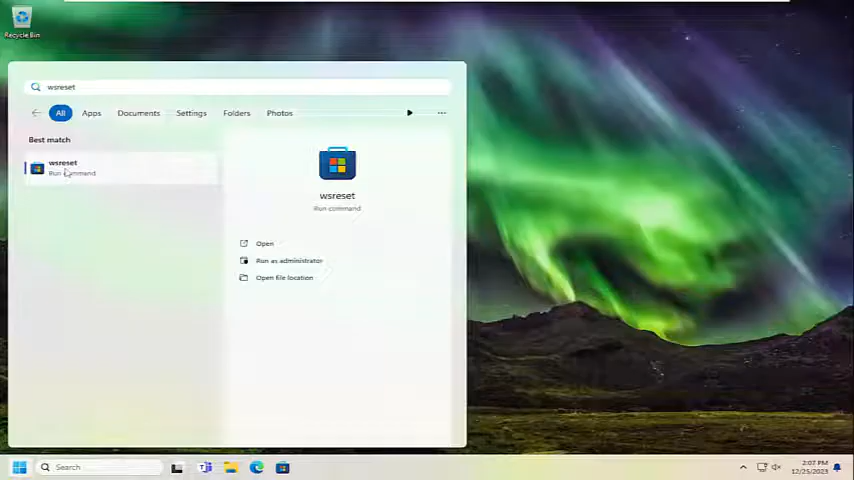 Recycle Bin
wsreset
All Apps Documents Settings Folders Photos
Best match
wsreset
Run command
wsreset
Run command
Open
Run as administrator
Open file location
Search
2:07 PM
12/25/2023